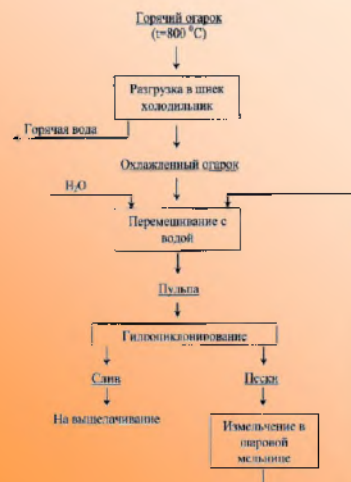 Горячий огарок
(t=800 °C)
Разгрузка в шнек
холодильник
Горячая вода
Охлажденный огарок
H₂O
Перемешивание с
водой
Пульпа
Гидроциклонирование
Слив
Пески
На выщелачивание
Измельчение в
шаровой
мельнице